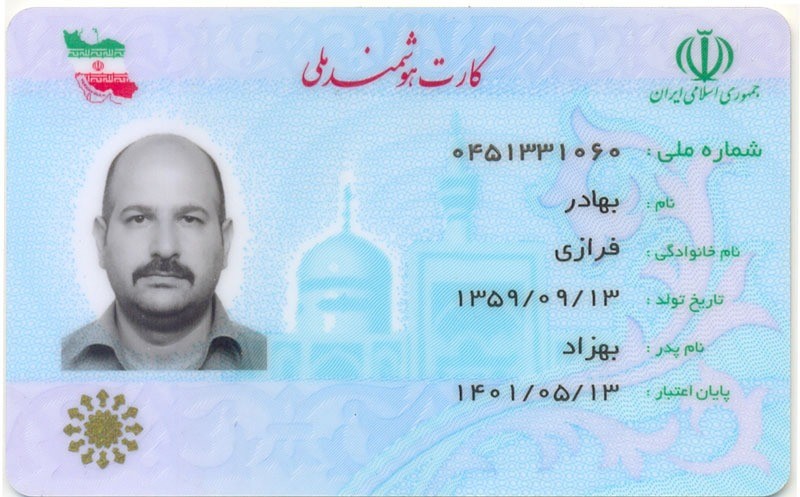 کارت هوشمند ملی
جمهوری اسلامی ایران
شماره ملی: ۰۴۵۱۳۳۱۰۶۰
نام: بهادر
نام خانوادگی: فرازی
تاریخ تولد: ۱۳۵۹/۰۹/۱۳
نام پدر: بهزاد
پایان اعتبار: ۱۴۰۱/۰۵/۱۳